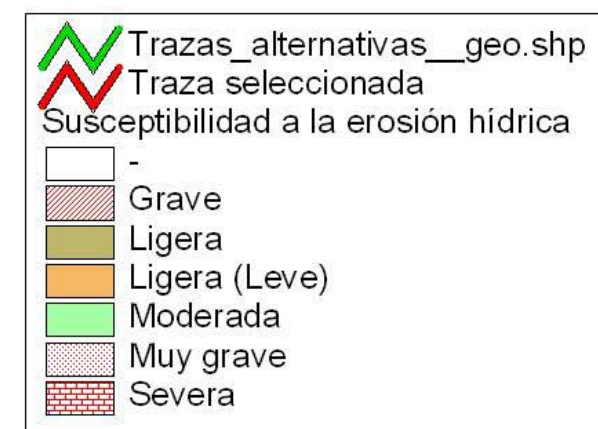 Trazas_alternativas__geo.shp
Traza seleccionada
Susceptibilidad a la erosión hídrica
-
Grave
Ligera
Ligera (Leve)
Moderada
Muy grave
Severa